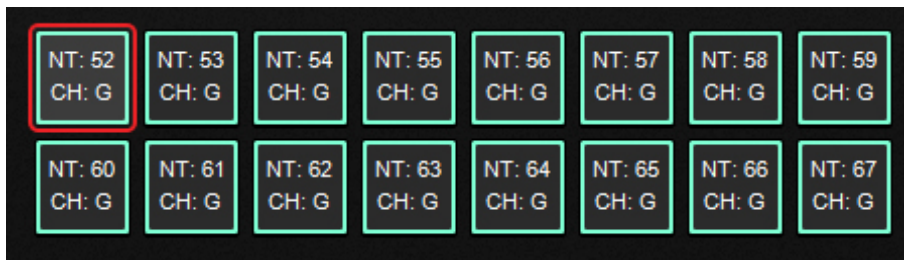 NT: 52 NT: 53 NT: 54 NT: 55 NT: 56 NT: 57 NT: 58 NT: 59
CH: G CH: G CH: G CH: G CH: G CH: G CH: G CH: G
NT: 60 NT: 61 NT: 62 NT: 63 NT: 64 NT: 65 NT: 66 NT: 67
CH: G CH: G CH: G CH: G CH: G CH: G CH: G CH: G